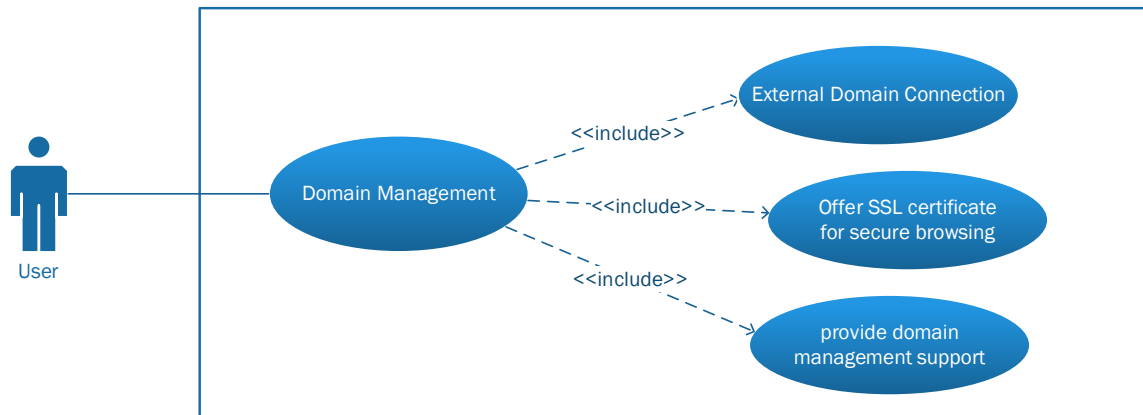 External Domain Connection
<<include>>
Domain Management
<<include>>
Offer SSL certificate
for secure browsing
User
<<include>>
provide domain
management support